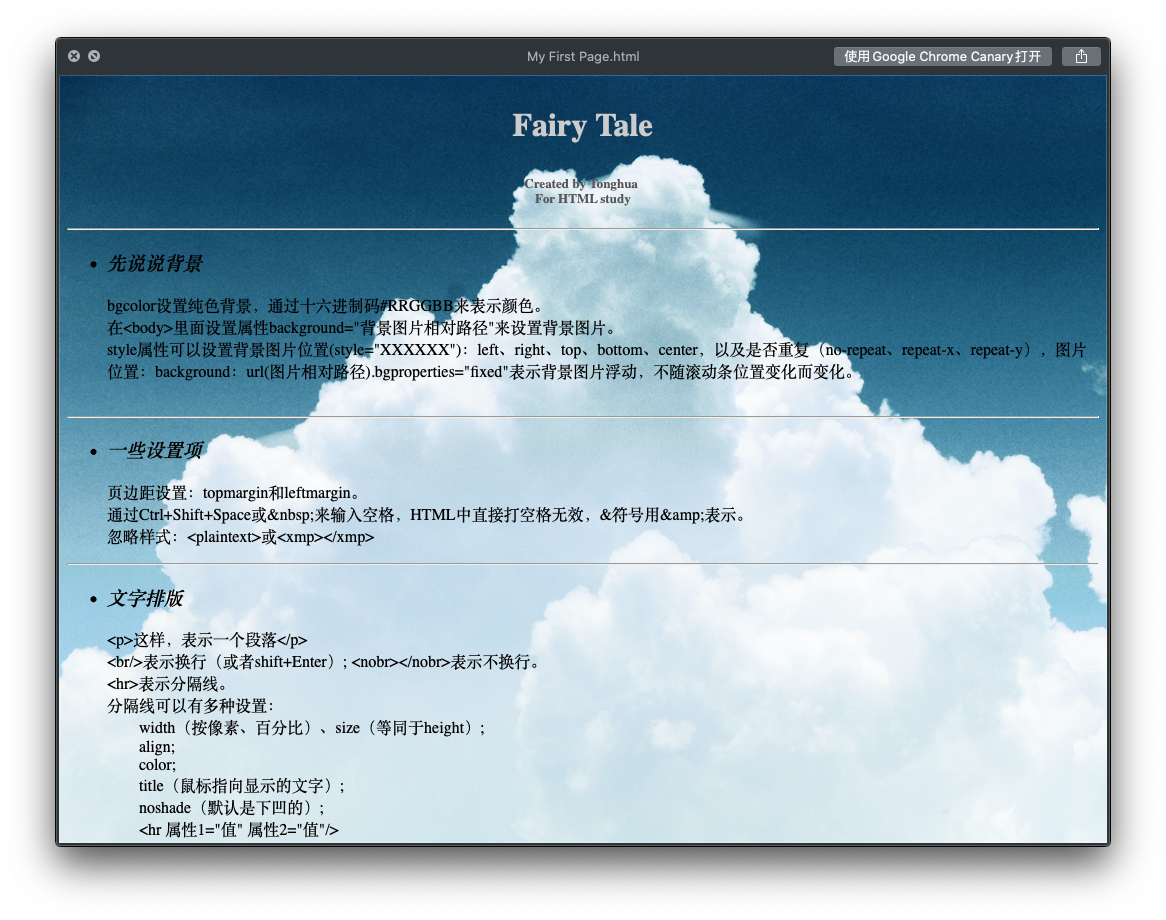 My First Page.html
使用 Google Chrome Canary 打开
Fairy Tale
Created by Tonghua
For HTML study
先说说背景
bgcolor设置纯色背景，通过十六进制码#RRGGBB来表示颜色。
在<body>里面设置属性background="背景图片相对路径"来设置背景图片。
style属性可以设置背景图片位置(style="XXXXXX")：left、right、top、bottom、center，以及是否重复（no-repeat、repeat-x、repeat-y），图片
位置：background：url(图片相对路径).bgproperties="fixed"表示背景图片浮动，不随滚动条位置变化而变化。
一些设置项
页边距设置：topmargin和leftmargin。
通过Ctrl+Shift+Space或&nbsp;来输入空格，HTML中直接打空格无效，&符号用&amp;表示。
忽略样式：<plaintext>或<xmp></xmp>
文字排版
<p>这样，表示一个段落</p>
<br/>表示换行（或者shift+Enter）; <nobr></nobr>表示不换行。
<hr>表示分隔线。
分隔线可以有多种设置：
width（按像素、百分比）、size（等同于height）;
align;
color;
title（鼠标指向显示的文字）;
noshade（默认是下凹的）;
<hr 属性1="值" 属性2="值"/>